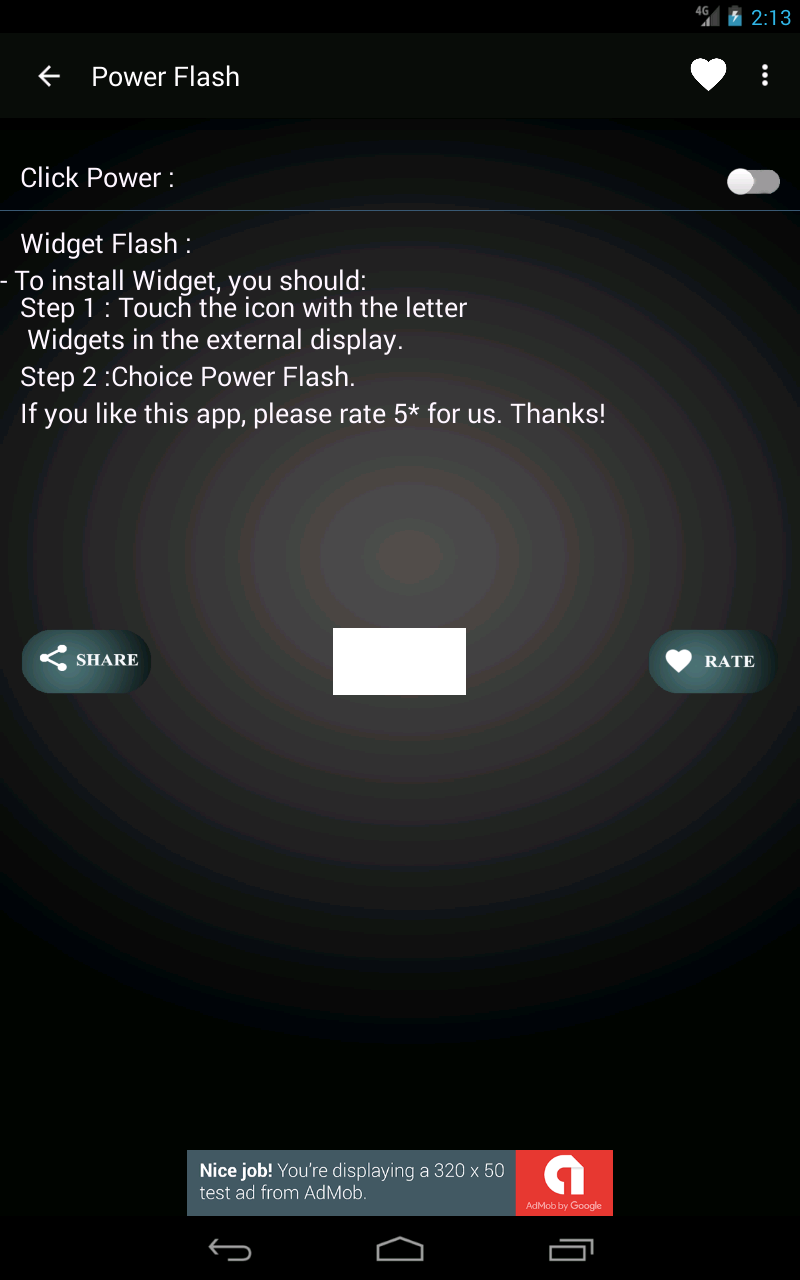 4G 2:13
Power Flash
Click Power :
Widget Flash :
- To install Widget, you should:
Step 1 : Touch the icon with the letter
Widgets in the external display.
Step 2 :Choice Power Flash.
If you like this app, please rate 5* for us. Thanks!
SHARE
RATE
Nice job! You're displaying a 320 x 50
test ad from AdMob.
AdMob by Google